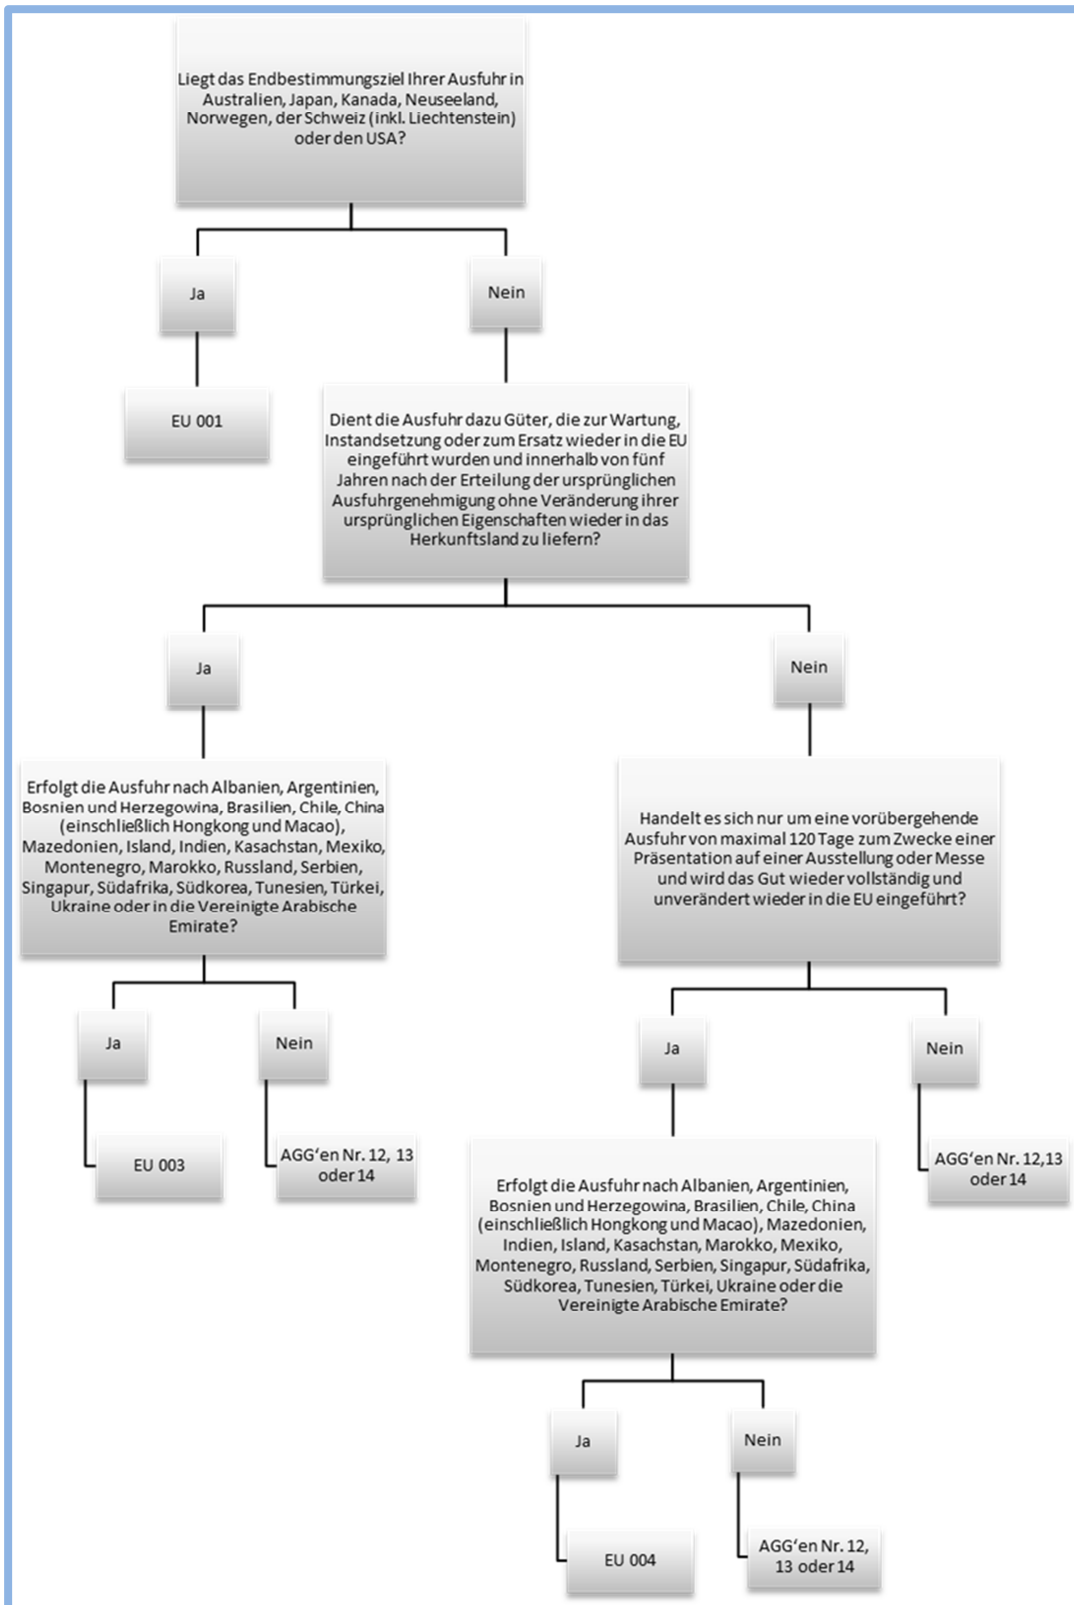 Liegt das Endbestimmungsziel Ihrer Ausfuhr in
Australien, Japan, Kanada, Neuseeland,
Norwegen, der Schweiz (inkl. Liechtenstein)
oder den USA?
Ja
Nein
EU 001
Dient die Ausfuhr dazu Güter, die zur Wartung,
Instandsetzung oder zum Ersatz wieder in die EU
eingeführt wurden und innerhalb von fünf
Jahren nach der Erteilung der ursprünglichen
Ausfuhrgenehmigung ohne Veränderung ihrer
ursprünglichen Eigenschaften wieder in das
Herkunftsland zu liefern?
Ja
Nein
Erfolgt die Ausfuhr nach Albanien, Argentinien,
Bosnien und Herzegowina, Brasilien, Chile, China
(einschließlich Hongkong und Macao),
Mazedonien, Island, Indien, Kasachstan, Mexiko,
Montenegro, Marokko, Russland, Serbien,
Singapur, Südafrika, Südkorea, Tunesien, Türkei,
Ukraine oder in die Vereinigte Arabische
Emirate?
Handelt es sich nur um eine vorübergehende
Ausfuhr von maximal 120 Tage zum Zwecke einer
Präsentation auf einer Ausstellung oder Messe
und wird das Gut wieder vollständig und
unverändert wieder in die EU eingeführt?
Ja
Nein
Ja
Nein
EU 003
AGG‘en Nr. 12, 13
oder 14
Erfolgt die Ausfuhr nach Albanien, Argentinien,
Bosnien und Herzegowina, Brasilien, Chile, China
(einschließlich Hongkong und Macao), Mazedonien,
Indien, Island, Kasachstan, Marokko, Mexiko,
Montenegro, Russland, Serbien, Singapur, Südafrika,
Südkorea, Tunesien, Türkei, Ukraine oder die
Vereinigte Arabische Emirate?
AGG‘en Nr. 12,13
oder 14
Ja
Nein
EU 004
AGG‘en Nr. 12,
13 oder 14